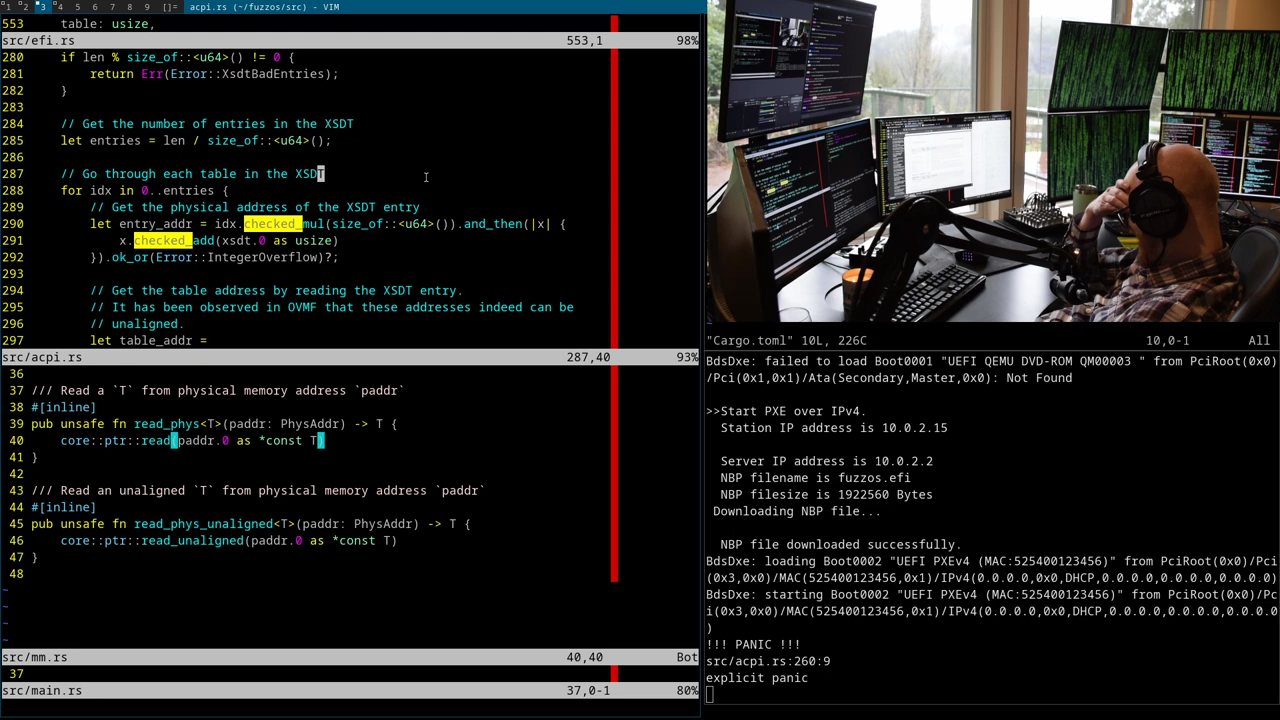 1 2 3 4 5 6 7 8 9 []= acpi.rs (~/fuzzos/src) - VIM
553     table: usize,
src/efi.rs 553,1 98%
280     if len % size_of::<u64>() != 0 {
281         return Err(Error::XsdtBadEntries);
282     }
283
284     // Get the number of entries in the XSDT
285     let entries = len / size_of::<u64>();
286
287     // Go through each table in the XSDT
288     for idx in 0..entries {
289         // Get the physical address of the XSDT entry
290         let entry_addr = idx.checked_mul(size_of::<u64>()).and_then(|x| {
291             x.checked_add(xsdt.0 as usize)
292         }).ok_or(Error::IntegerOverflow)?;
293
294         // Get the table address by reading the XSDT entry.
295         // It has been observed in OVMF that these addresses indeed can be
296         // unaligned.
297         let table_addr =
src/acpi.rs 287,40 93%
36
37 /// Read a `T` from physical memory address `paddr`
38 #[inline]
39 pub unsafe fn read_phys<T>(paddr: PhysAddr) -> T {
40     core::ptr::read(paddr.0 as *const T)
41 }
42
43 /// Read an unaligned `T` from physical memory address `paddr`
44 #[inline]
45 pub unsafe fn read_phys_unaligned<T>(paddr: PhysAddr) -> T {
46     core::ptr::read_unaligned(paddr.0 as *const T)
47 }
48
~
~
~
~
src/mm.rs 40,40 Bot
37
src/main.rs 37,0-1 80%
~
"Cargo.toml" 10L, 226C 10,0-1 All
BdsDxe: failed to load Boot0001 "UEFI QEMU DVD-ROM QM00003 " from PciRoot(0x0)
/Pci(0x1,0x1)/Ata(Secondary,Master,0x0): Not Found
>>Start PXE over IPv4.
  Station IP address is 10.0.2.15
  Server IP address is 10.0.2.2
  NBP filename is fuzzos.efi
  NBP filesize is 1922560 Bytes
 Downloading NBP file...
  NBP file downloaded successfully.
BdsDxe: loading Boot0002 "UEFI PXEv4 (MAC:525400123456)" from PciRoot(0x0)/Pci
(0x3,0x0)/MAC(525400123456,0x1)/IPv4(0.0.0.0,0x0,DHCP,0.0.0.0,0.0.0.0,0.0.0.0)
BdsDxe: starting Boot0002 "UEFI PXEv4 (MAC:525400123456)" from PciRoot(0x0)/Pc
i(0x3,0x0)/MAC(525400123456,0x1)/IPv4(0.0.0.0,0x0,DHCP,0.0.0.0,0.0.0.0,0.0.0.0
)
!!! PANIC !!!
src/acpi.rs:260:9
explicit panic